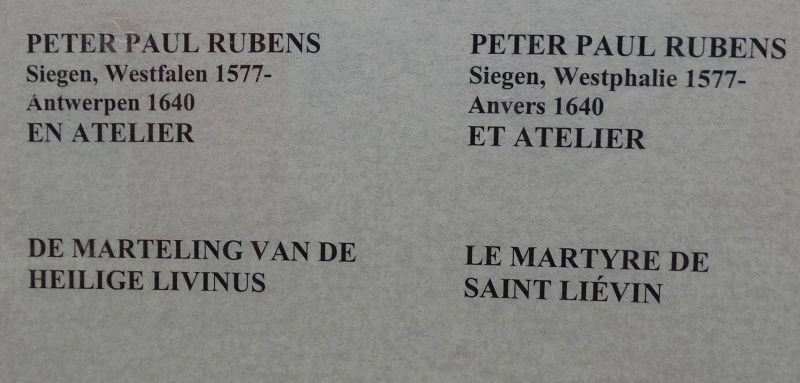 PETER PAUL RUBENS
Siegen, Westfalen 1577-
Antwerpen 1640
EN ATELIER
DE MARTELING VAN DE
HEILIGE LIVINUS
PETER PAUL RUBENS
Siegen, Westphalie 1577-
Anvers 1640
ET ATELIER
LE MARTYRE DE
SAINT LIÉVIN